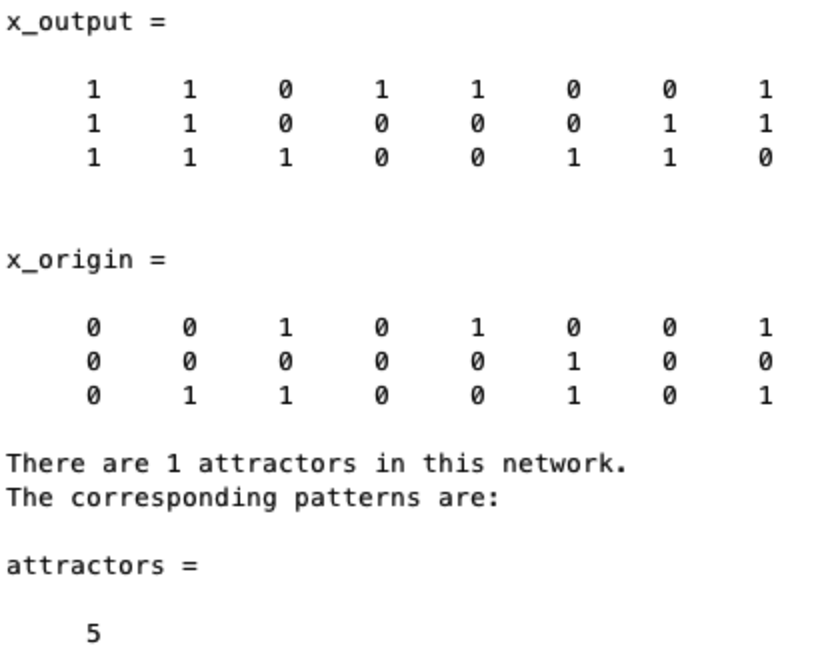 x_output =
1 1 0 1 1 0 0 1
1 1 0 0 0 0 1 1
1 1 1 0 0 1 1 0
x_origin =
0 0 1 0 1 0 0 1
0 0 0 0 0 1 0 0
0 1 1 0 0 1 0 1
There are 1 attractors in this network.
The corresponding patterns are:
attractors =
5